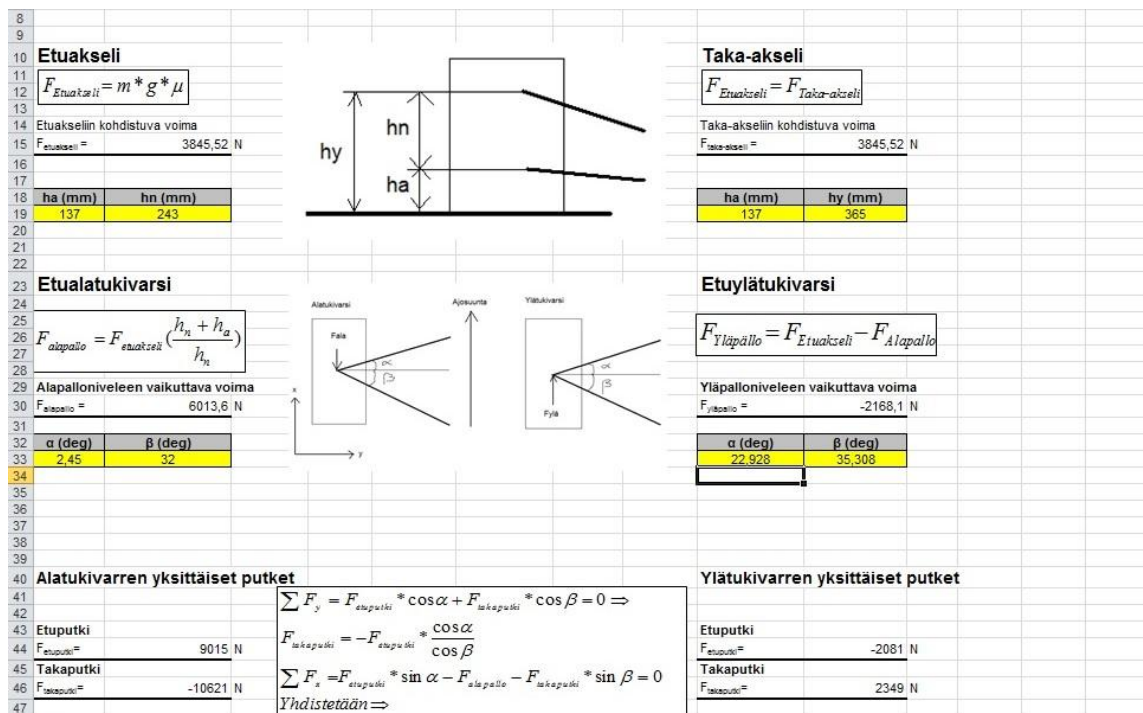 8
9
10
11
12
13
14
15
16
17
18
19
20
21
22
23
24
25
26
27
28
29
30
31
32
33
34
35
36
37
38
39
40
41
42
43
44
45
46
47
Etuakseli
F_Etuakseli = m * g * μ
Etuakseliin kohdistuva voima
F_etuakseli = 3845,52 N
ha (mm) hn (mm)
137 243
hy
hn
ha
Taka-akseli
F_Etuakseli = F_Taka-akseli
Taka-akseliin kohdistuva voima
F_taka-akseli = 3845,52 N
ha (mm) hy (mm)
137 365
Etualatukivarsi
F_alapallo = F_etuakseli ( (h_n + h_a) / h_n )
Alapalloniveleen vaikuttava voima
F_alapallo = 6013,6 N
α (deg) β (deg)
2,45 32
Alatukivarsi
Ajosuunta
Ylätukivarsi
Fala
α
β
x
y
α
β
Fylä
Etuylätukivarsi
F_Yläpällo = F_Etuakseli − F_Alapallo
Yläpalloniveleen vaikuttava voima
F_yläpallo = -2168,1 N
α (deg) β (deg)
22,928 35,308
Alatukivarren yksittäiset putket
Etuputki
F_etuputki= 9015 N
Takaputki
F_takaputki= -10621 N
∑ F_y = F_etuputki * cos α + F_takaputki * cos β = 0 ⇒
F_takaputki = −F_etuputki * cos α / cos β
∑ F_x = F_etuputki * sin α − F_alapallo − F_takaputki * sin β = 0
Yhdistetään ⇒
Ylätukivarren yksittäiset putket
Etuputki
F_etuputki= -2081 N
Takaputki
F_takaputki= 2349 N